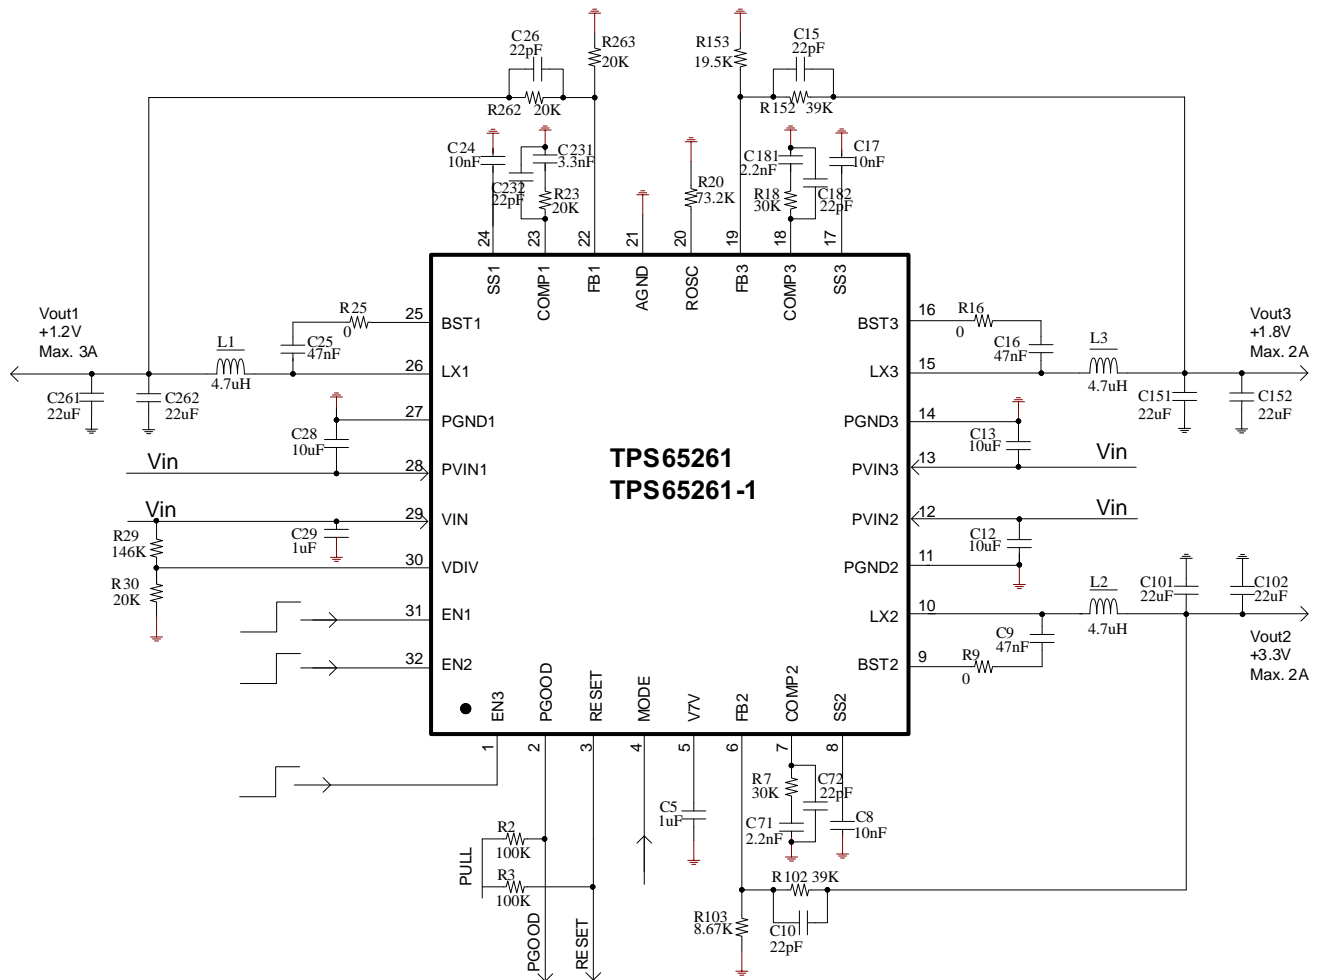 C26
22pF
R262
20K
R263
20K
R153
19.5K
C15
22pF
R152
39K
C24
10nF
C231
3.3nF
C232
22pF
R23
20K
R20
73.2K
C181
2.2nF
R18
30K
C182
22pF
C17
10nF
24
23
22
21
20
19
18
17
SS1
COMP1
FB1
AGND
ROSC
FB3
COMP3
SS3
Vout1
+1.2V
Max. 3A
R25
0
C25
47nF
L1
4.7uH
C261
22uF
C262
22uF
C28
10uF
Vin
Vin
C29
1uF
R29
146K
R30
20K
25
BST1
26
LX1
27
PGND1
28
PVIN1
29
VIN
30
VDIV
31
EN1
32
EN2
TPS65261
TPS65261-1
BST3
16
LX3
15
PGND3
14
PVIN3
13
PVIN2
12
PGND2
11
LX2
10
BST2
9
R16
0
C16
47nF
L3
4.7uH
Vout3
+1.8V
Max. 2A
C151
22uF
C152
22uF
C13
10uF
Vin
Vin
C12
10uF
L2
4.7uH
C101
22uF
C102
22uF
C9
47nF
R9
0
Vout2
+3.3V
Max. 2A
EN3
PGOOD
RESET
MODE
V7V
FB2
COMP2
SS2
1
2
3
4
5
6
7
8
R2
100K
R3
100K
PULL
PGOOD
RESET
C5
1uF
R7
30K
C72
22pF
C71
2.2nF
C8
10nF
R102 39K
R103
8.67K
C10
22pF